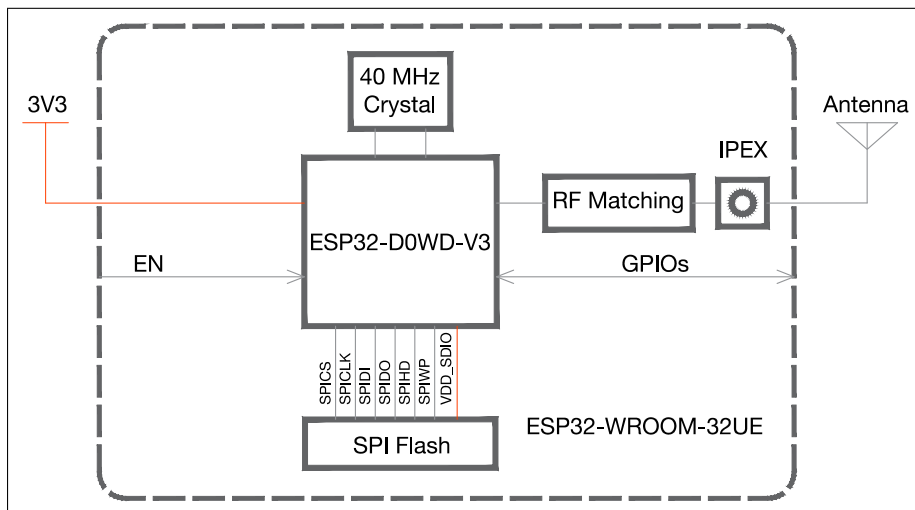 40 MHz
Crystal
3V3
Antenna
IPEX
RF Matching
ESP32-D0WD-V3
EN
GPIOs
SPICS
SPICLK
SPIDI
SPIDO
SPIHD
SPIWP
VDD_SDIO
ESP32-WROOM-32UE
SPI Flash